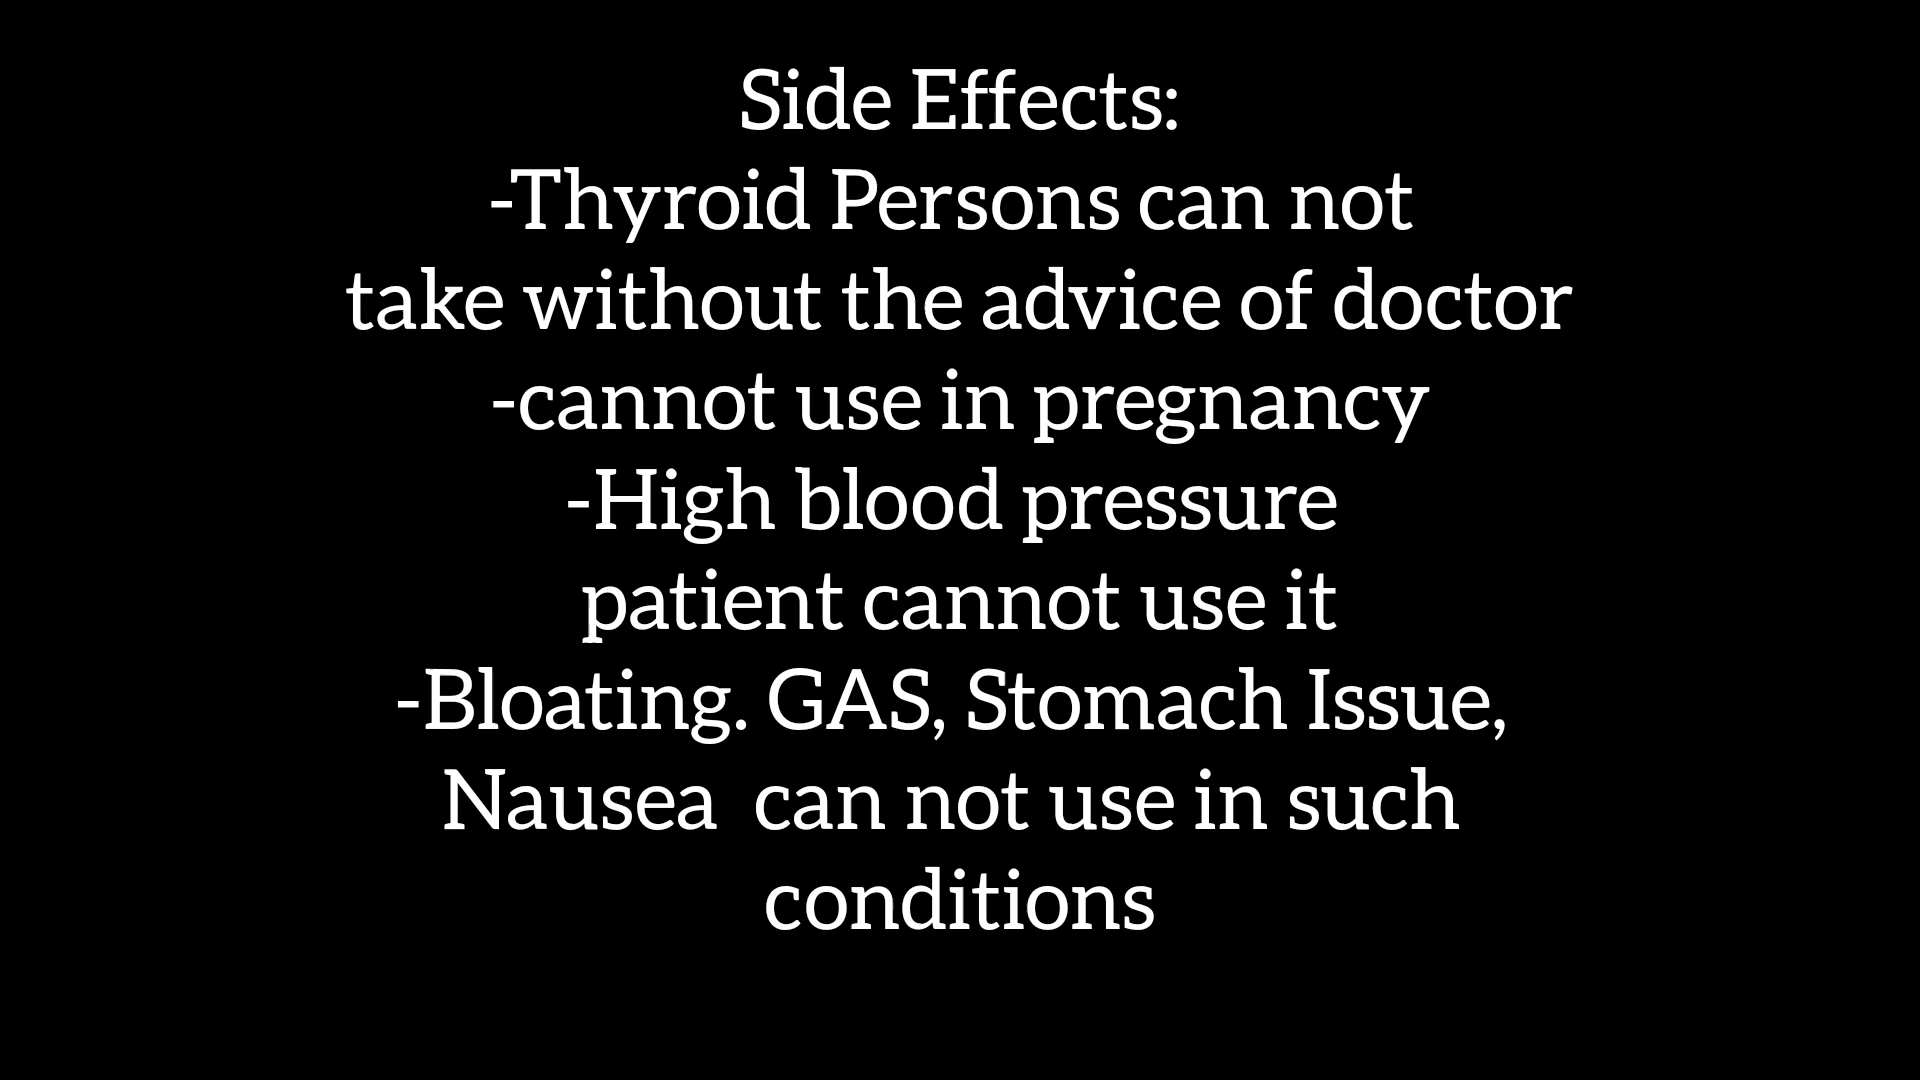 Side Effects:
-Thyroid Persons can not
take without the advice of doctor
-cannot use in pregnancy
-High blood pressure
patient cannot use it
-Bloating. GAS, Stomach Issue,
Nausea  can not use in such
conditions